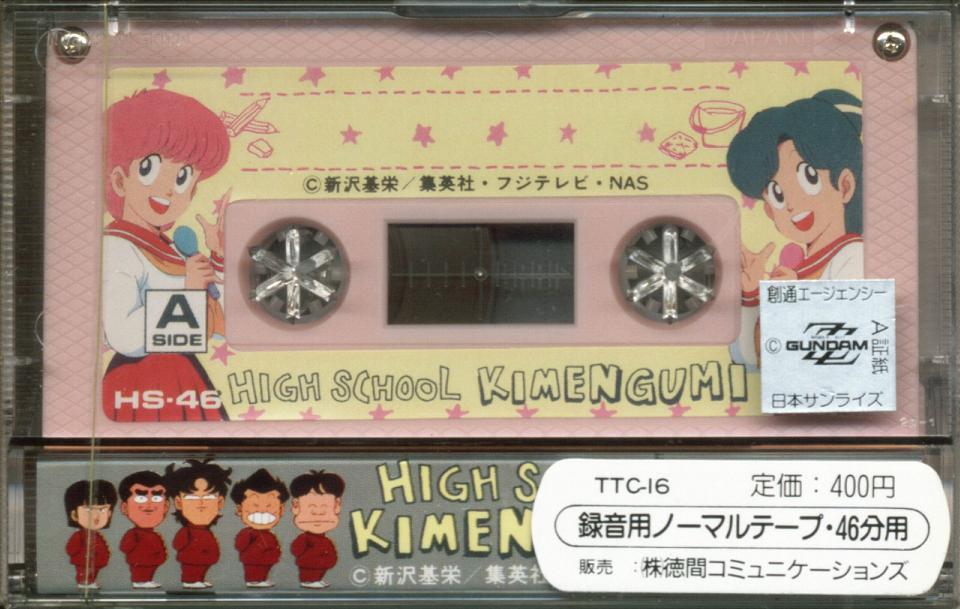 ©新沢基栄／集英社・フジテレビ・NAS
A
SIDE
HS·46
HIGH SCHOOL KIMENGUMI
創通エージェンシー
© GUNDAM
ZZ
A証紙
日本サンライズ
HIGH S
KIMEN
©新沢基栄／集英社
TTC-16 定価：400円
録音用ノーマルテープ・46分用
販売：㈱徳間コミュニケーションズ